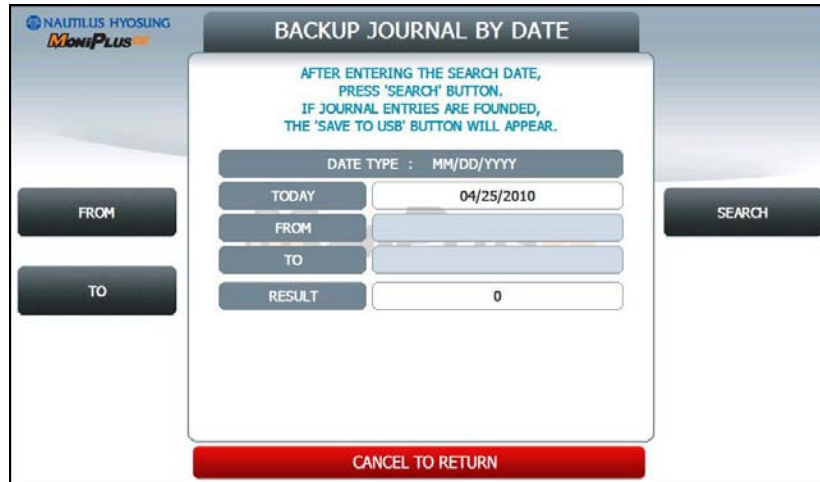 NAUTILUS HYOSUNG
MoniPlus
BACKUP JOURNAL BY DATE
AFTER ENTERING THE SEARCH DATE,
PRESS 'SEARCH' BUTTON.
IF JOURNAL ENTRIES ARE FOUNDED,
THE 'SAVE TO USB' BUTTON WILL APPEAR.
DATE TYPE : MM/DD/YYYY
TODAY 04/25/2010
FROM
FROM
SEARCH
TO
TO
RESULT 0
CANCEL TO RETURN